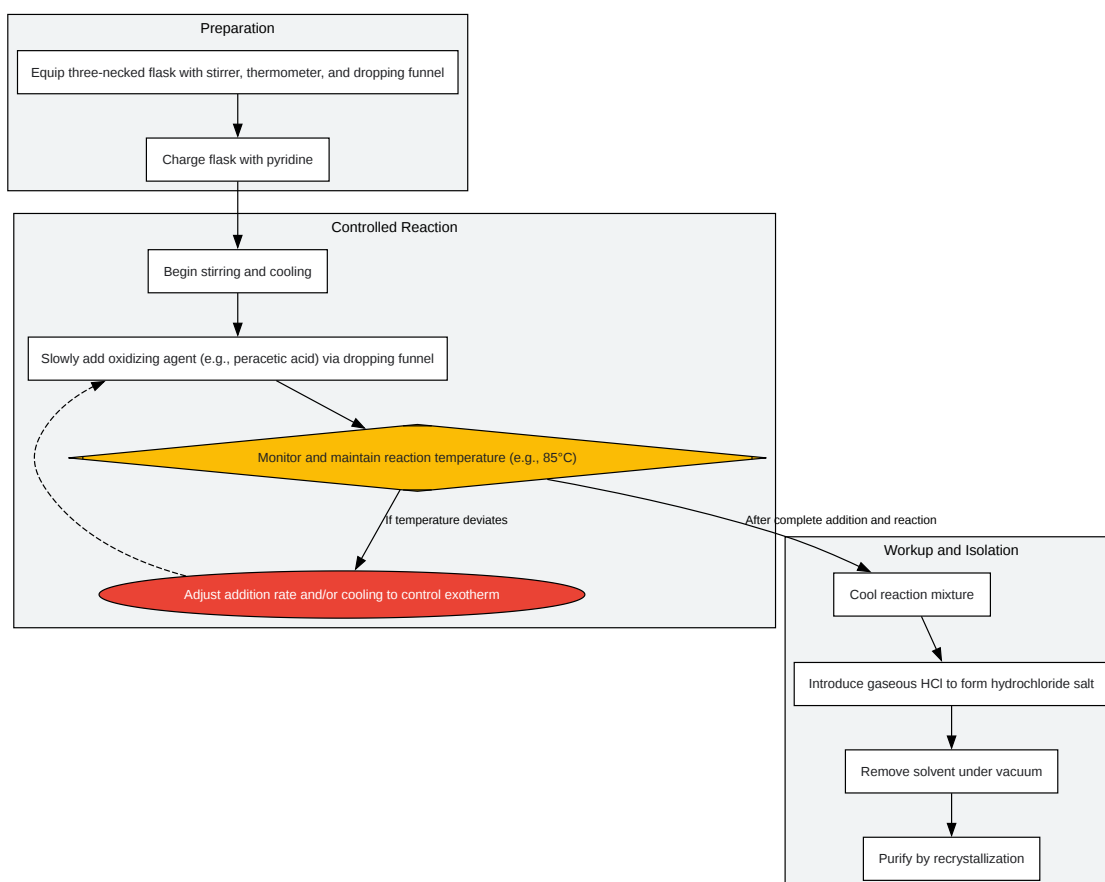 Preparation
Equip three-necked flask with stirrer, thermometer, and dropping funnel
Charge flask with pyridine
Controlled Reaction
Begin stirring and cooling
Slowly add oxidizing agent (e.g., peracetic acid) via dropping funnel
Monitor and maintain reaction temperature (e.g., 85°C)
If temperature deviates
After complete addition and reaction
Adjust addition rate and/or cooling to control exotherm
Workup and Isolation
Cool reaction mixture
Introduce gaseous HCl to form hydrochloride salt
Remove solvent under vacuum
Purify by recrystallization